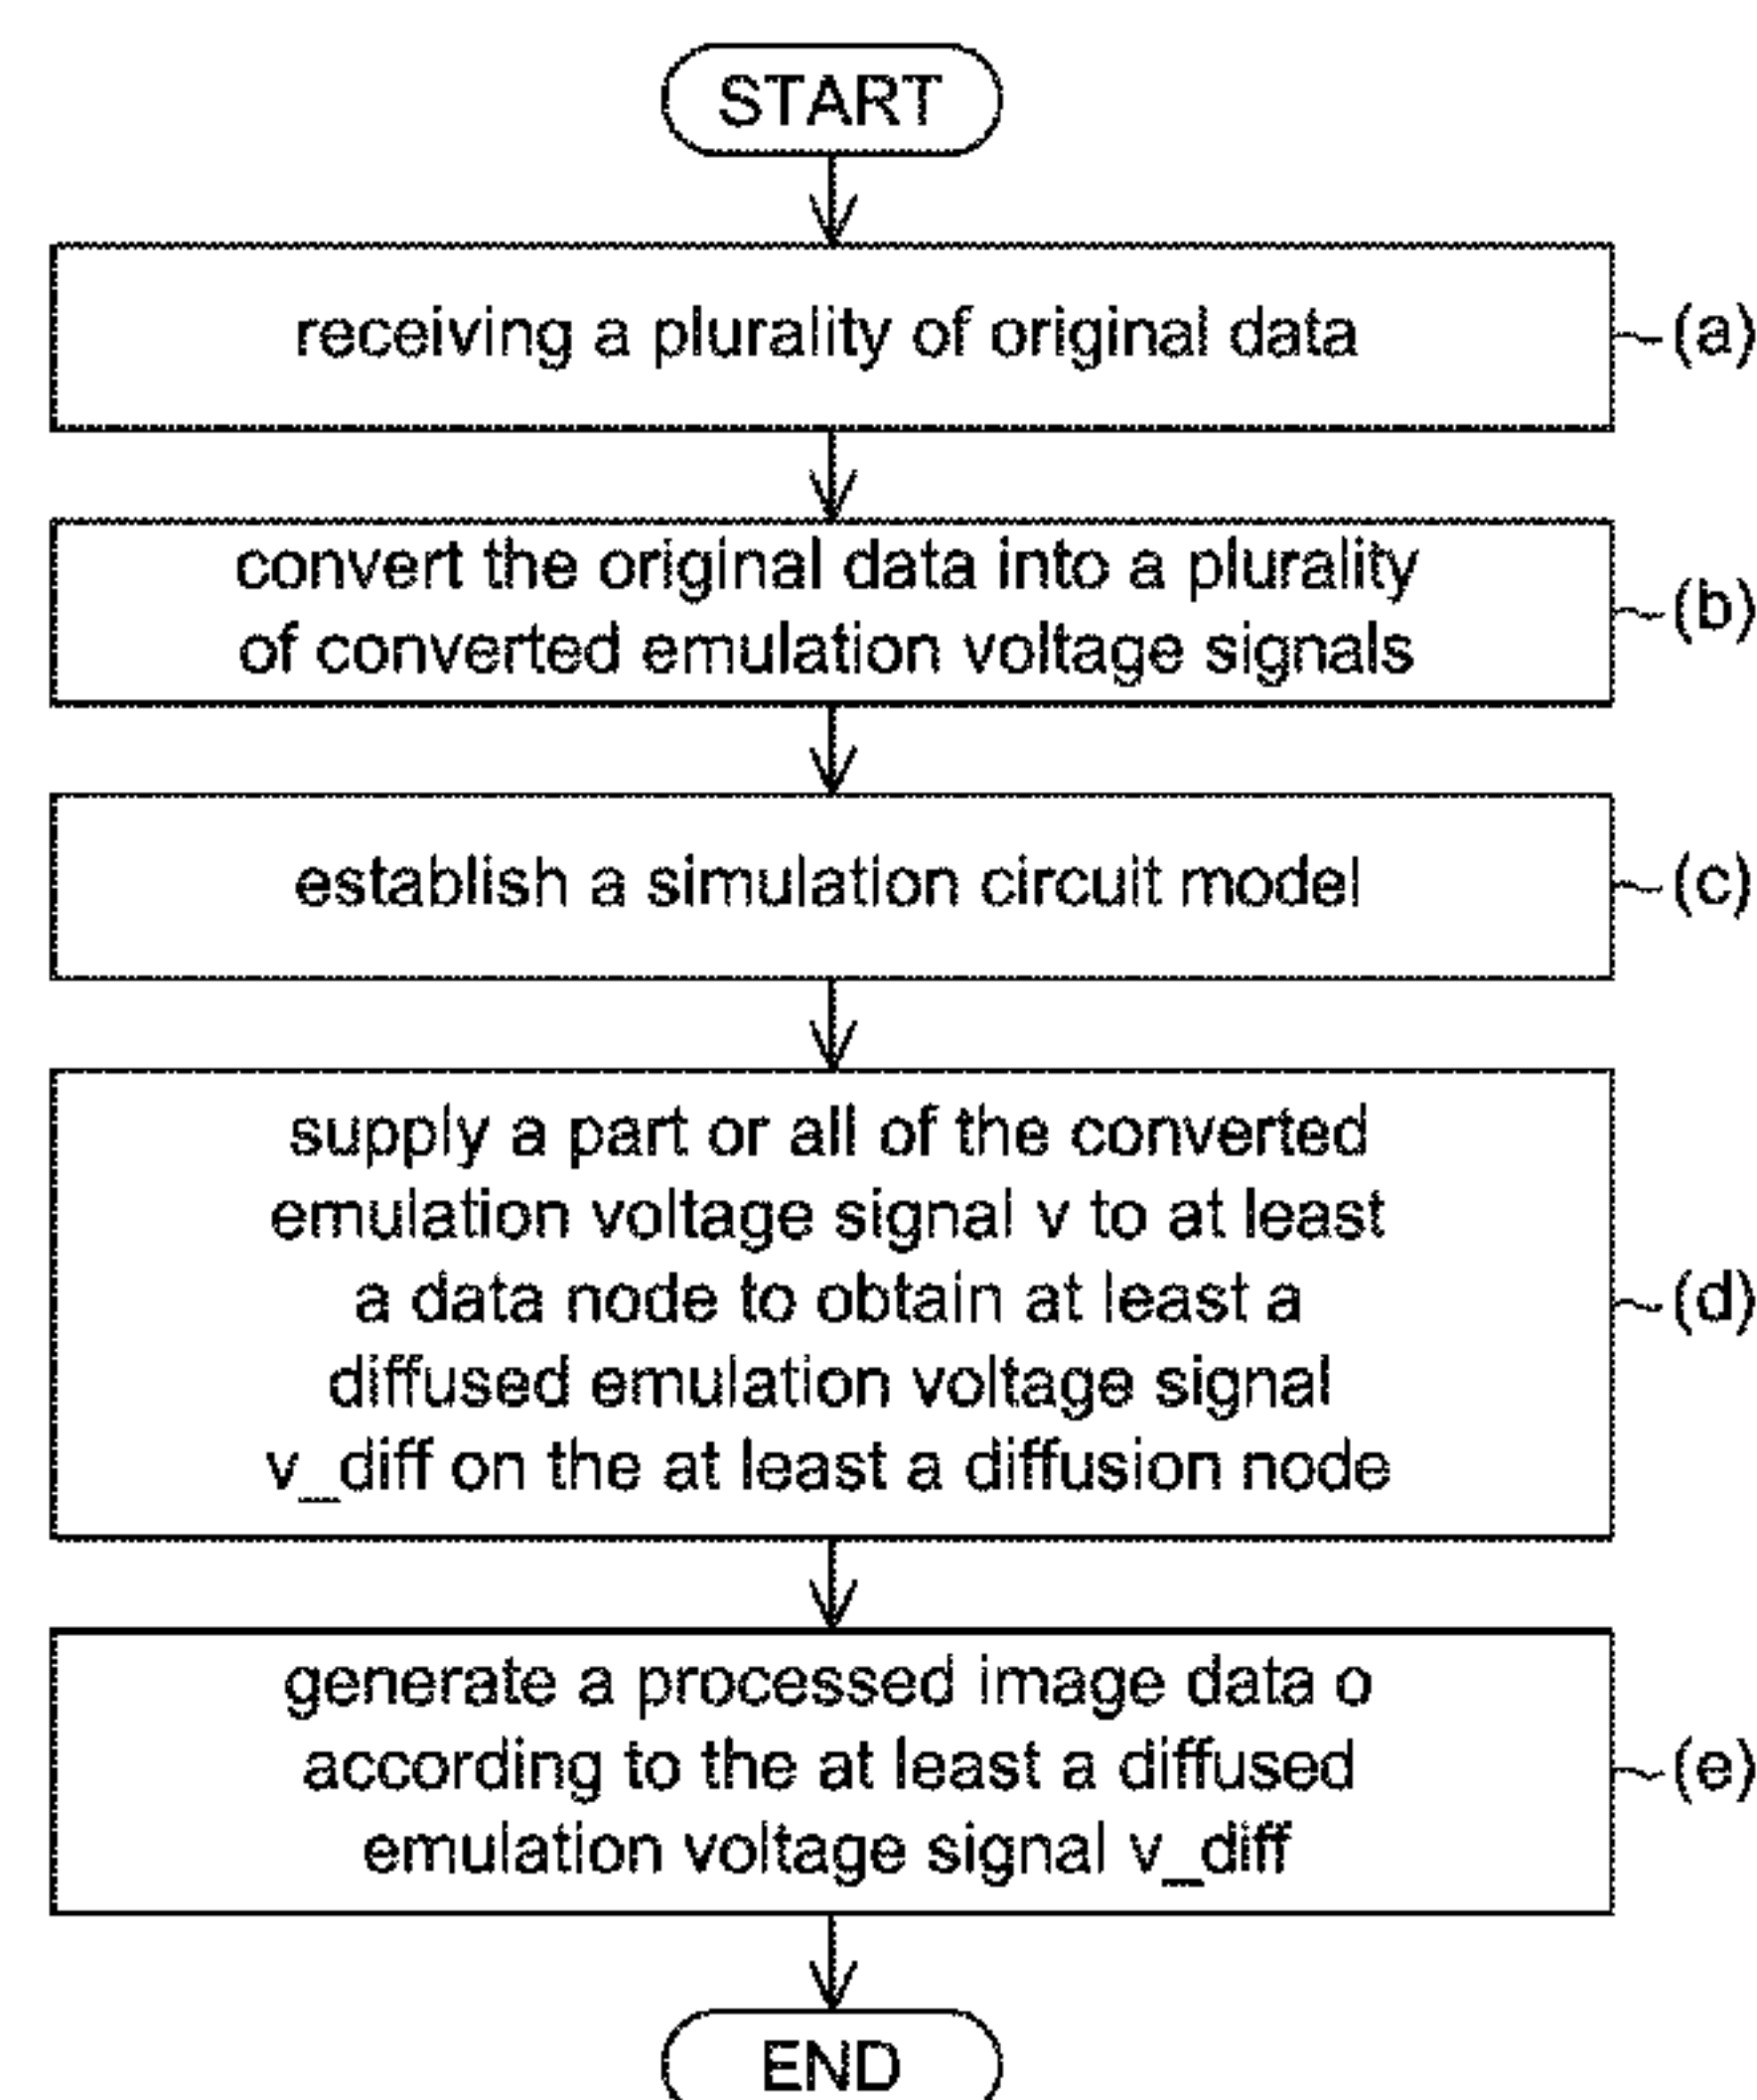 START
receiving a plurality of original data
(a)
convert the original data into a plurality
of converted emulation voltage signals
(b)
establish a simulation circuit model
(c)
supply a part or all of the converted
emulation voltage signal v to at least
a data node to obtain at least a
diffused emulation voltage signal
v_diff on the at least a diffusion node
(d)
generate a processed image data o
according to the at least a diffused
emulation voltage signal v_diff
(e)
END